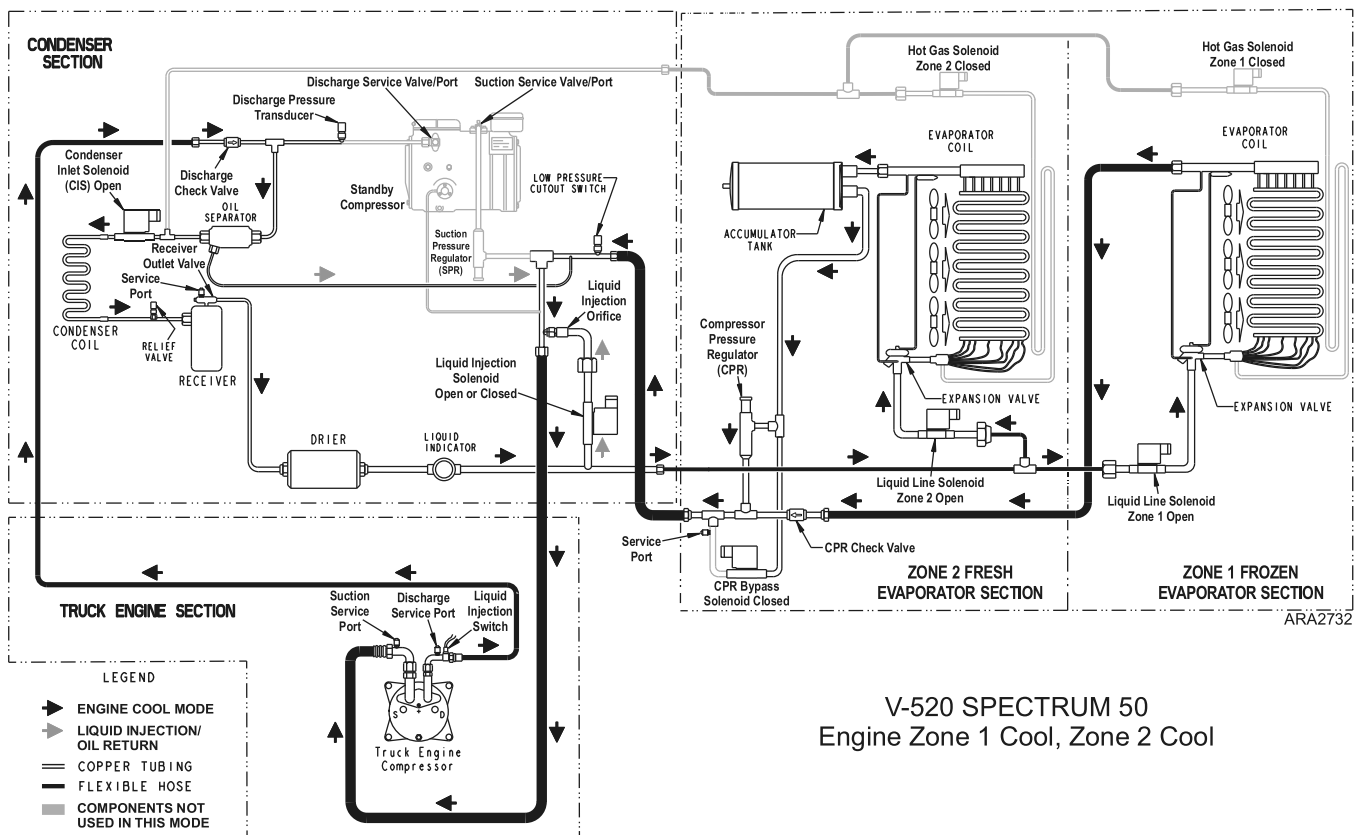 CONDENSER
SECTION
Discharge Service Valve/Port
Suction Service Valve/Port
Discharge Pressure
Transducer
Condenser
Inlet Solenoid
(CIS) Open
Discharge
Check Valve
Standby
Compressor
LOW PRESSURE
CUTOUT SWITCH
OIL
SEPARATOR
Receiver
Outlet Valve
Service
Port
Suction
Pressure
Regulator
(SPR)
Liquid
Injection
Orifice
CONDENSER
COIL
RELIEF
VALVE
RECEIVER
Liquid Injection
Solenoid
Open or Closed
DRIER
LIQUID
INDICATOR
Hot Gas Solenoid
Zone 2 Closed
Hot Gas Solenoid
Zone 1 Closed
EVAPORATOR
COIL
EVAPORATOR
COIL
ACCUMULATOR
TANK
Compressor
Pressure
Regulator
(CPR)
EXPANSION VALVE
EXPANSION VALVE
Liquid Line Solenoid
Zone 2 Open
Liquid Line Solenoid
Zone 1 Open
Service
Port
CPR Check Valve
CPR Bypass
Solenoid Closed
ZONE 2 FRESH
EVAPORATOR SECTION
ZONE 1 FROZEN
EVAPORATOR SECTION
ARA2732
TRUCK ENGINE SECTION
Suction
Service
Port
Discharge
Service Port
Liquid
Injection
Switch
S
D
Truck Engine
Compressor
LEGEND
ENGINE COOL MODE
LIQUID INJECTION/
OIL RETURN
COPPER TUBING
FLEXIBLE HOSE
COMPONENTS NOT
USED IN THIS MODE
V-520 SPECTRUM 50
Engine Zone 1 Cool, Zone 2 Cool